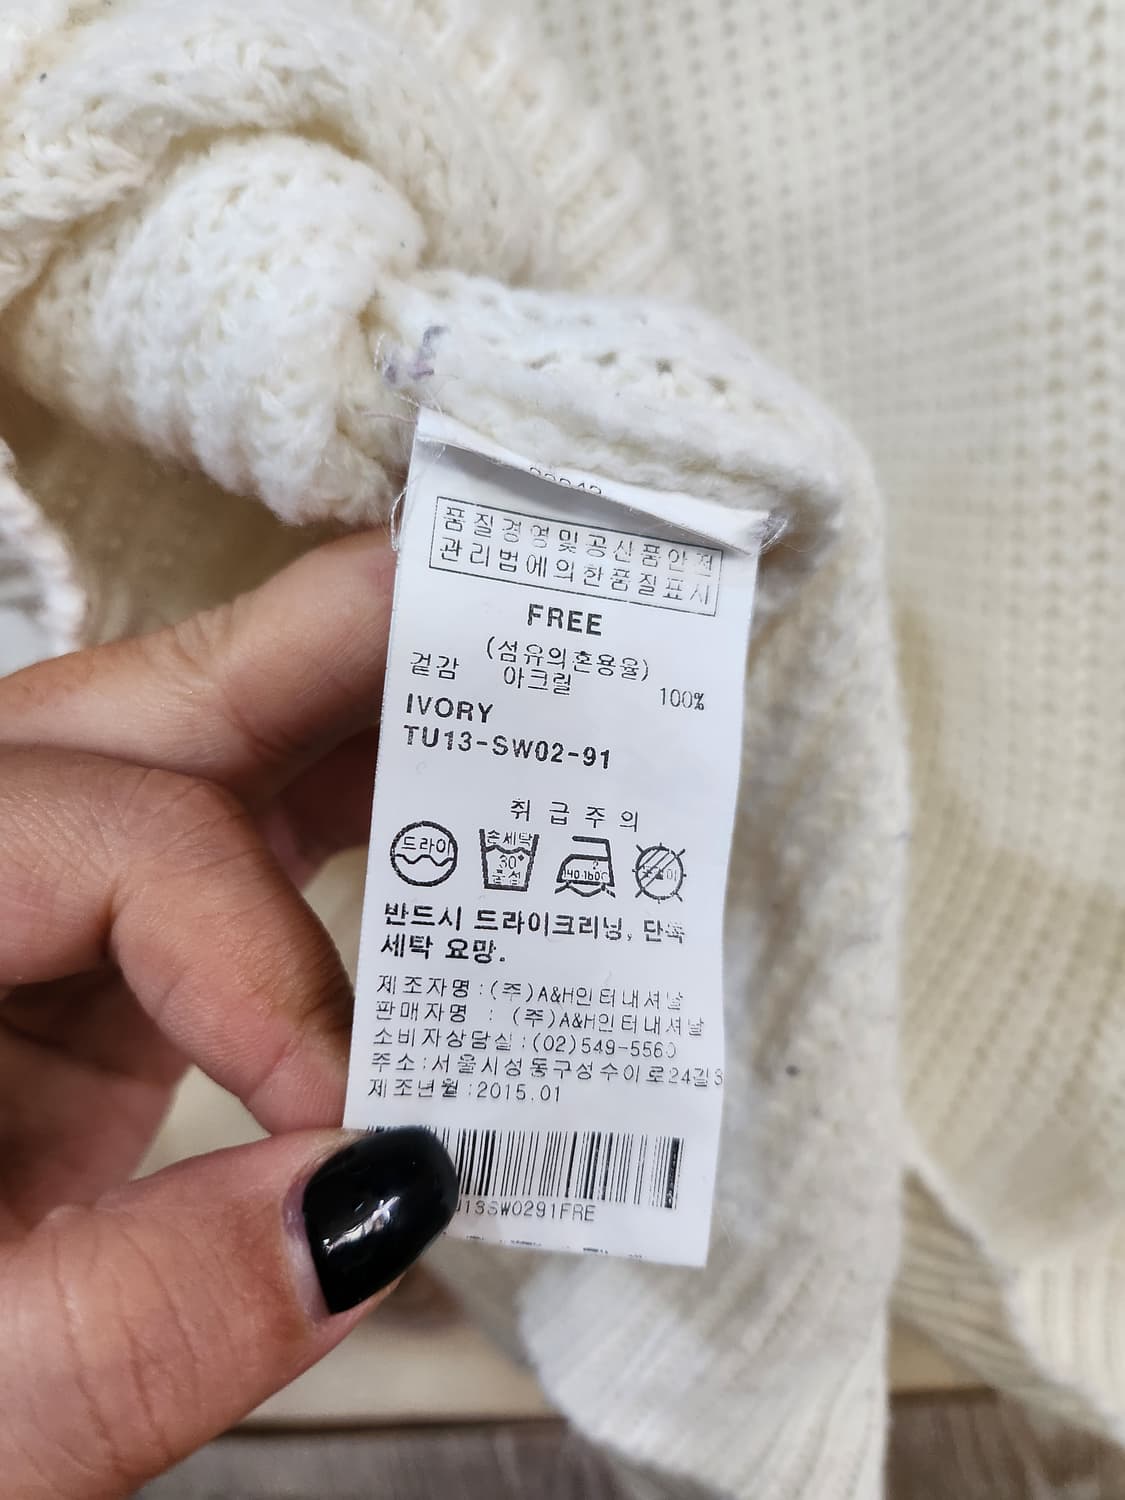 품질경영및공산품안전
관리법에의한품질표시
FREE
(섬유의혼용율)
겉감 아크릴 100%
IVORY
TU13-SW02-91
취급주의
드라이
손세탁
30°
중성
140-160C
반드시 드라이크리닝, 단독
세탁 요망.
제조자명:(주)A&H인터내셔날
판매자명 : (주)A&H인터내셔날
소비자상담실:(02)549-5560
주소:서울시성동구성수이로24길
제조년월:2015.01
U13SW0291FRE